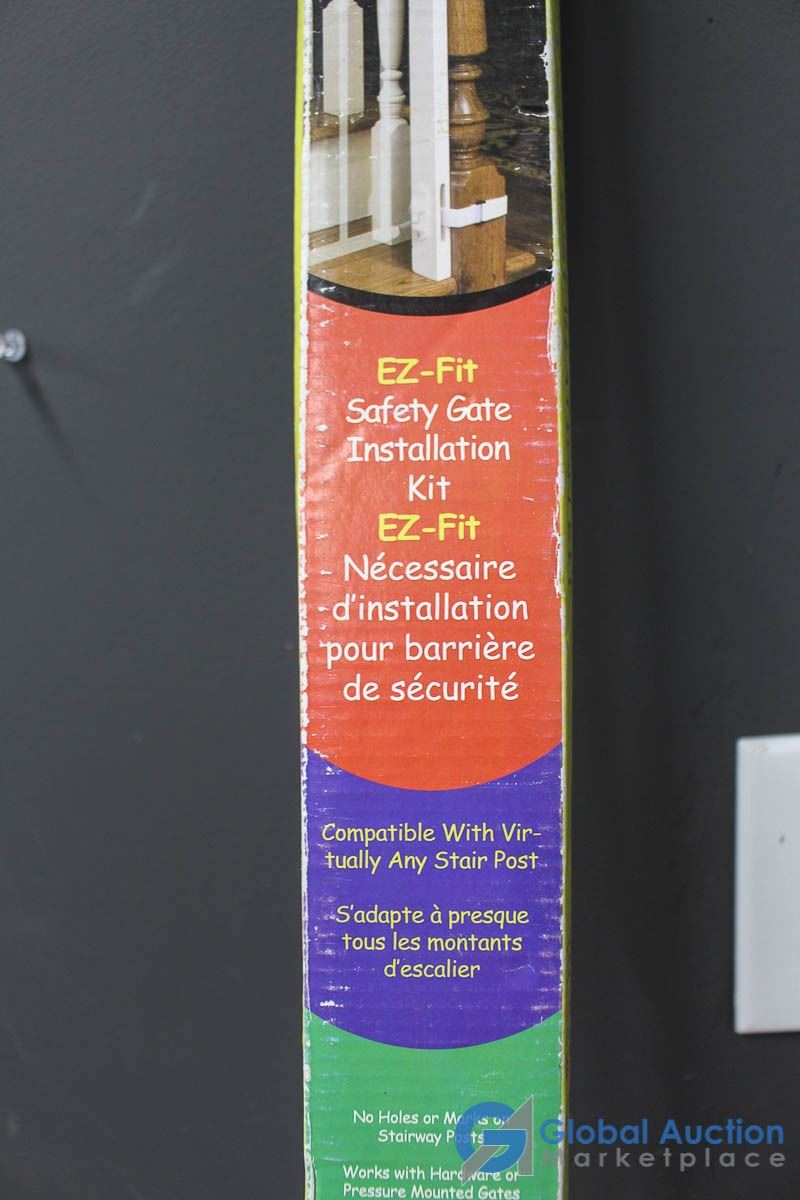 EZ-Fit
Safety Gate
Installation
Kit
EZ-Fit
Nécessaire
d'installation
pour barrière
de sécurité
Compatible With Vir-
tually Any Stair Post
S'adapte à presque
tous les montants
d'escalier
No Holes or Marks on
Stairway Posts
Works with Hardware or
Pressure Mounted Gates
Global Auction
Marketplace